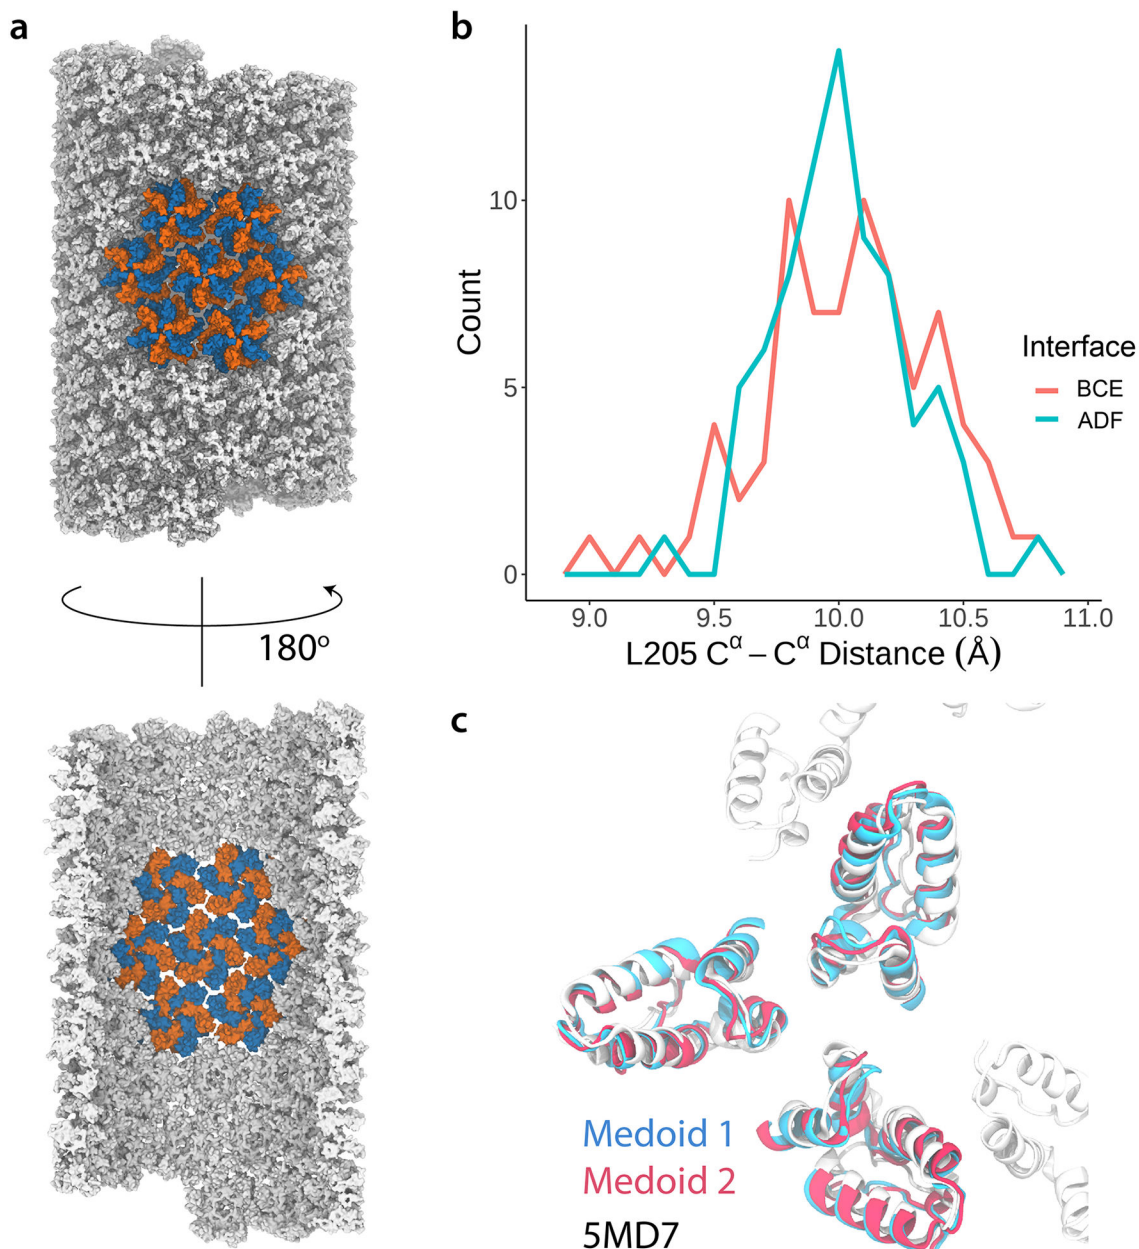 a
180º
b
Count
10
5
0
9.0 9.5 10.0 10.5 11.0
L205 Cα – Cα Distance (Å)
Interface
BCE
ADF
c
Medoid 1
Medoid 2
5MD7